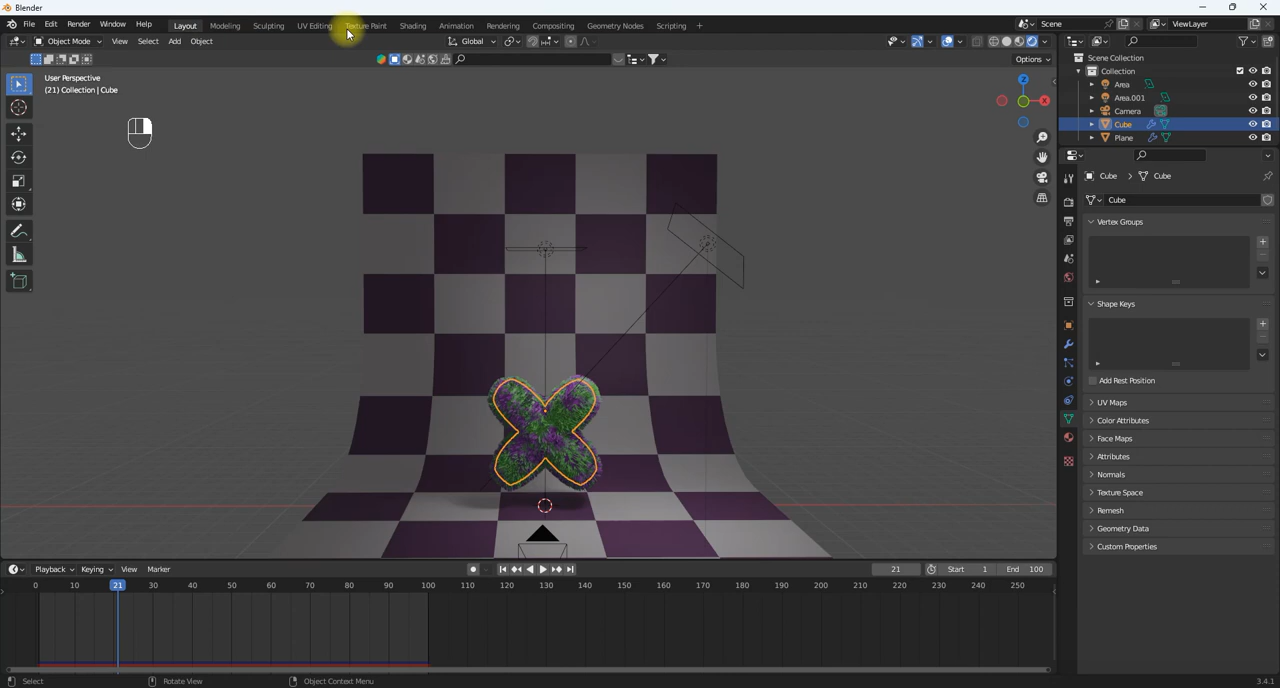 Blender
File Edit Render Window Help Layout Modeling Sculpting UV Editing Texture Paint Shading Animation Rendering Compositing Geometry Nodes Scripting + Scene ViewLayer
Object Mode View Select Add Object Global
Options
User Perspective
(21) Collection | Cube
Z
X
Scene Collection
Collection
Area
Area.001
Camera
Cube
Plane
Cube > Cube
Cube
Vertex Groups
Shape Keys
Add Rest Position
UV Maps
Color Attributes
Face Maps
Attributes
Normals
Texture Space
Remesh
Geometry Data
Custom Properties
Playback Keying View Marker 21 Start 1 End 100
0 10 21 30 40 50 60 70 80 90 100 110 120 130 140 150 160 170 180 190 200 210 220 230 240 250
Select Rotate View Object Context Menu 3.4.1